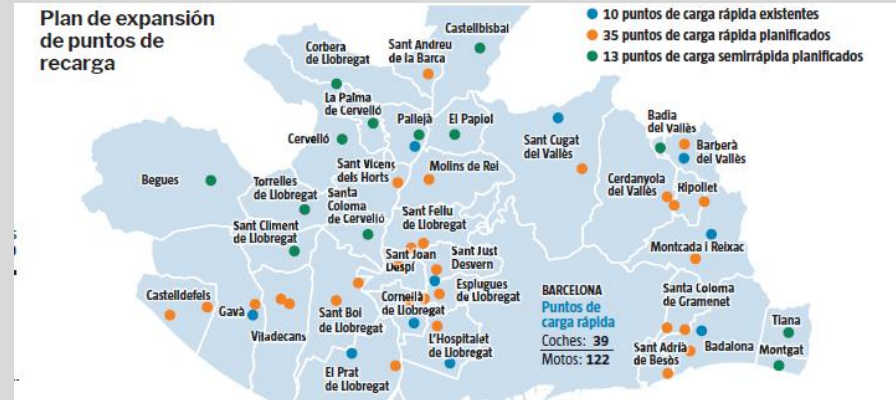 Plan de expansión
de puntos de
recarga
10 puntos de carga rápida existentes
35 puntos de carga rápida planificados
13 puntos de carga semirrápida planificados
Castellbisbal
Corbera
de Llobregat
Sant Andreu
de la Barca
La Palma
de Cervelló
Pallejà
El Papiol
Cervelló
Sant Cugat
del Vallès
Badia
del Vallès
Barberà
del Vallès
Begues
Torrelles
de Llobregat
Sant Vicenç
dels Horts
Molins de Rei
Cerdanyola
del Vallès
Ripollet
Santa
Coloma
de Cervelló
Sant Climent
de Llobregat
Sant Feliu
de Llobregat
Montcada i Reixac
Sant Joan
Despí
Sant Just
Desvern
Castelldefels
Gavà
Viladecans
Sant Boi
de Llobregat
Cornellà
de Llobregat
Esplugues
de Llobregat
BARCELONA
Puntos de
carga rápida
Coches: 39
Motos: 122
Santa Coloma
de Gramenet
Tiana
L'Hospitalet
de Llobregat
Sant Adrià
de Besòs
Badalona
Montgat
El Prat
de Llobregat